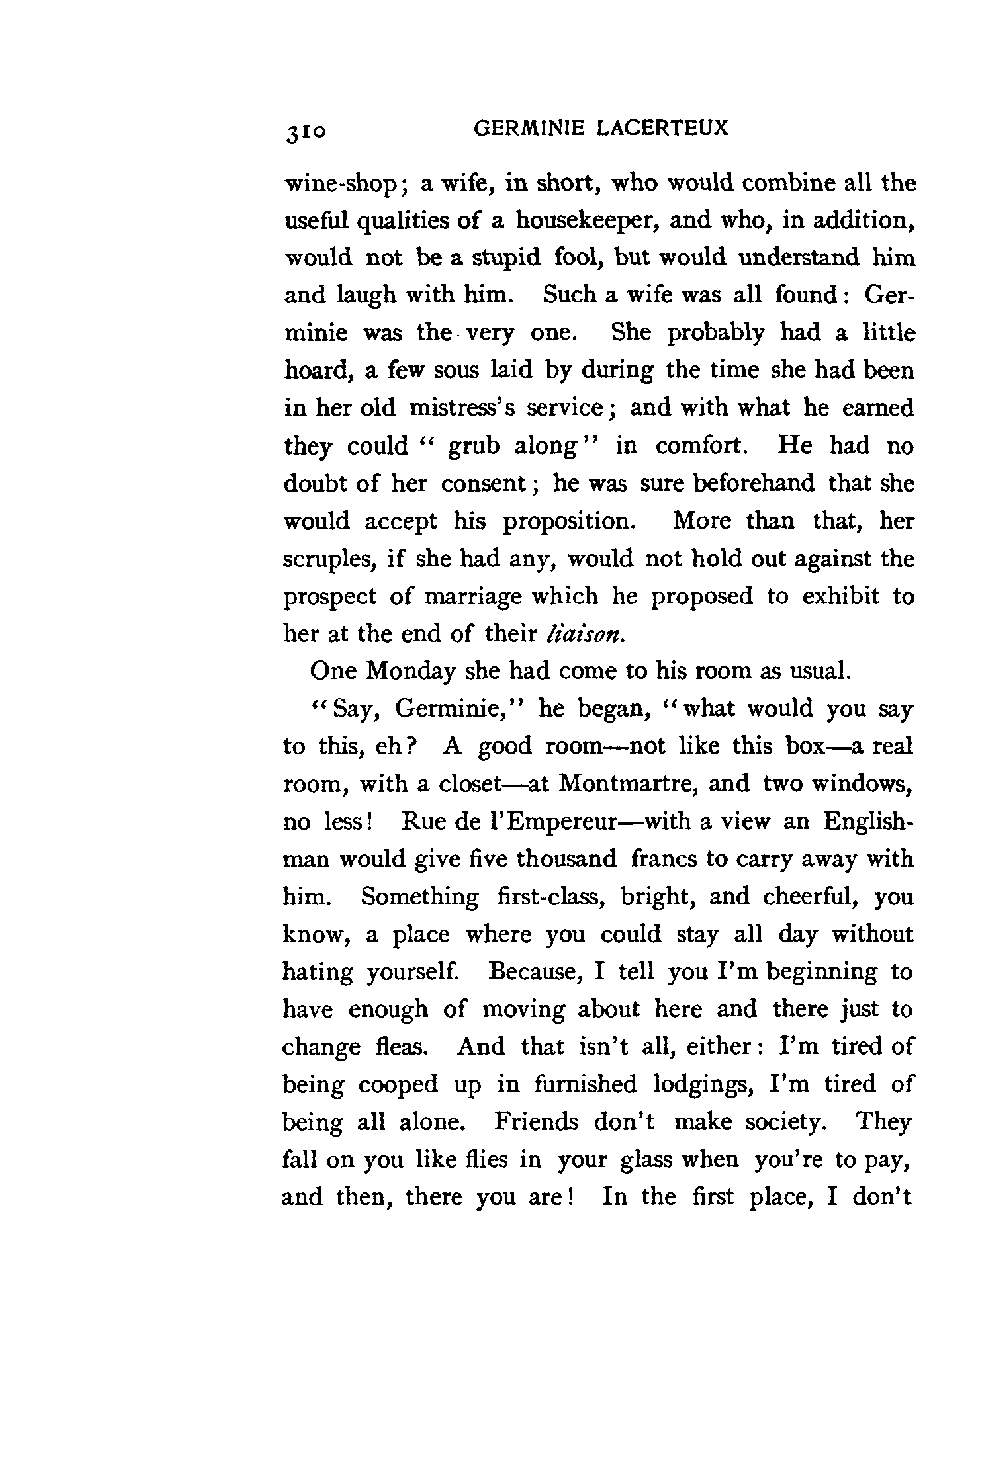 310 GERMINIE LACERTEUX
wine-shop; a wife, in short, who would combine all the
useful qualities of a housekeeper, and who, in addition,
would not be a stupid fool, but would understand him
and laugh with him. Such a wife was all found: Ger-
minie was the very one. She probably had a little
hoard, a few sous laid by during the time she had been
in her old mistress's service; and with what he earned
they could "grub along" in comfort. He had no
doubt of her consent; he was sure beforehand that she
would accept his proposition. More than that, her
scruples, if she had any, would not hold out against the
prospect of marriage which he proposed to exhibit to
her at the end of their liaison.
One Monday she had come to his room as usual.
"Say, Germinie," he began, "what would you say
to this, eh? A good room—not like this box—a real
room, with a closet—at Montmartre, and two windows,
no less! Rue de l'Empereur—with a view an English-
man would give five thousand francs to carry away with
him. Something first-class, bright, and cheerful, you
know, a place where you could stay all day without
hating yourself. Because, I tell you I'm beginning to
have enough of moving about here and there just to
change fleas. And that isn't all, either: I'm tired of
being cooped up in furnished lodgings, I'm tired of
being all alone. Friends don't make society. They
fall on you like flies in your glass when you're to pay,
and then, there you are! In the first place, I don't